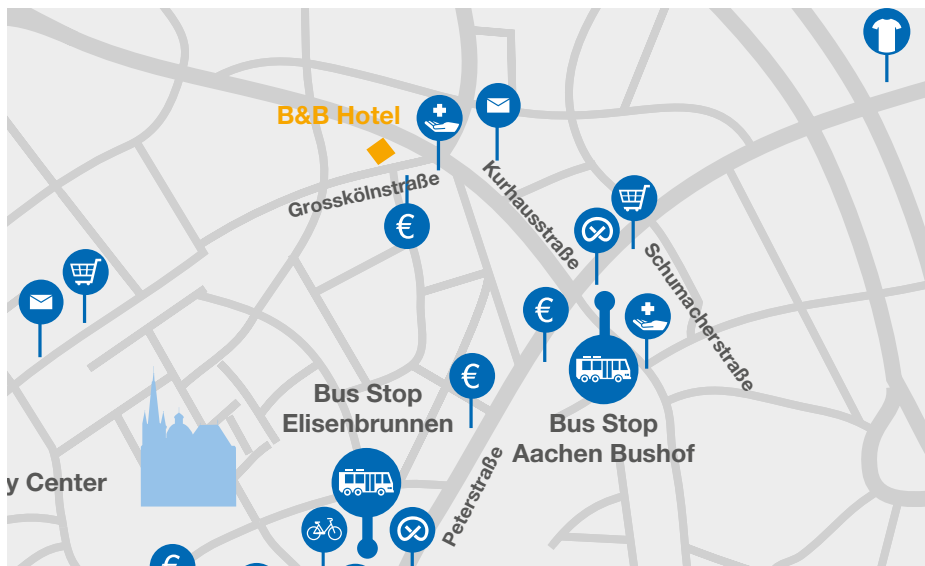 B&B Hotel
Grosskölnstraße
€
Kurhausstraße
Schumacherstraße
€
€
Bus Stop
Elisenbrunnen
Bus Stop
Aachen Bushof
y Center
Peterstraße
€